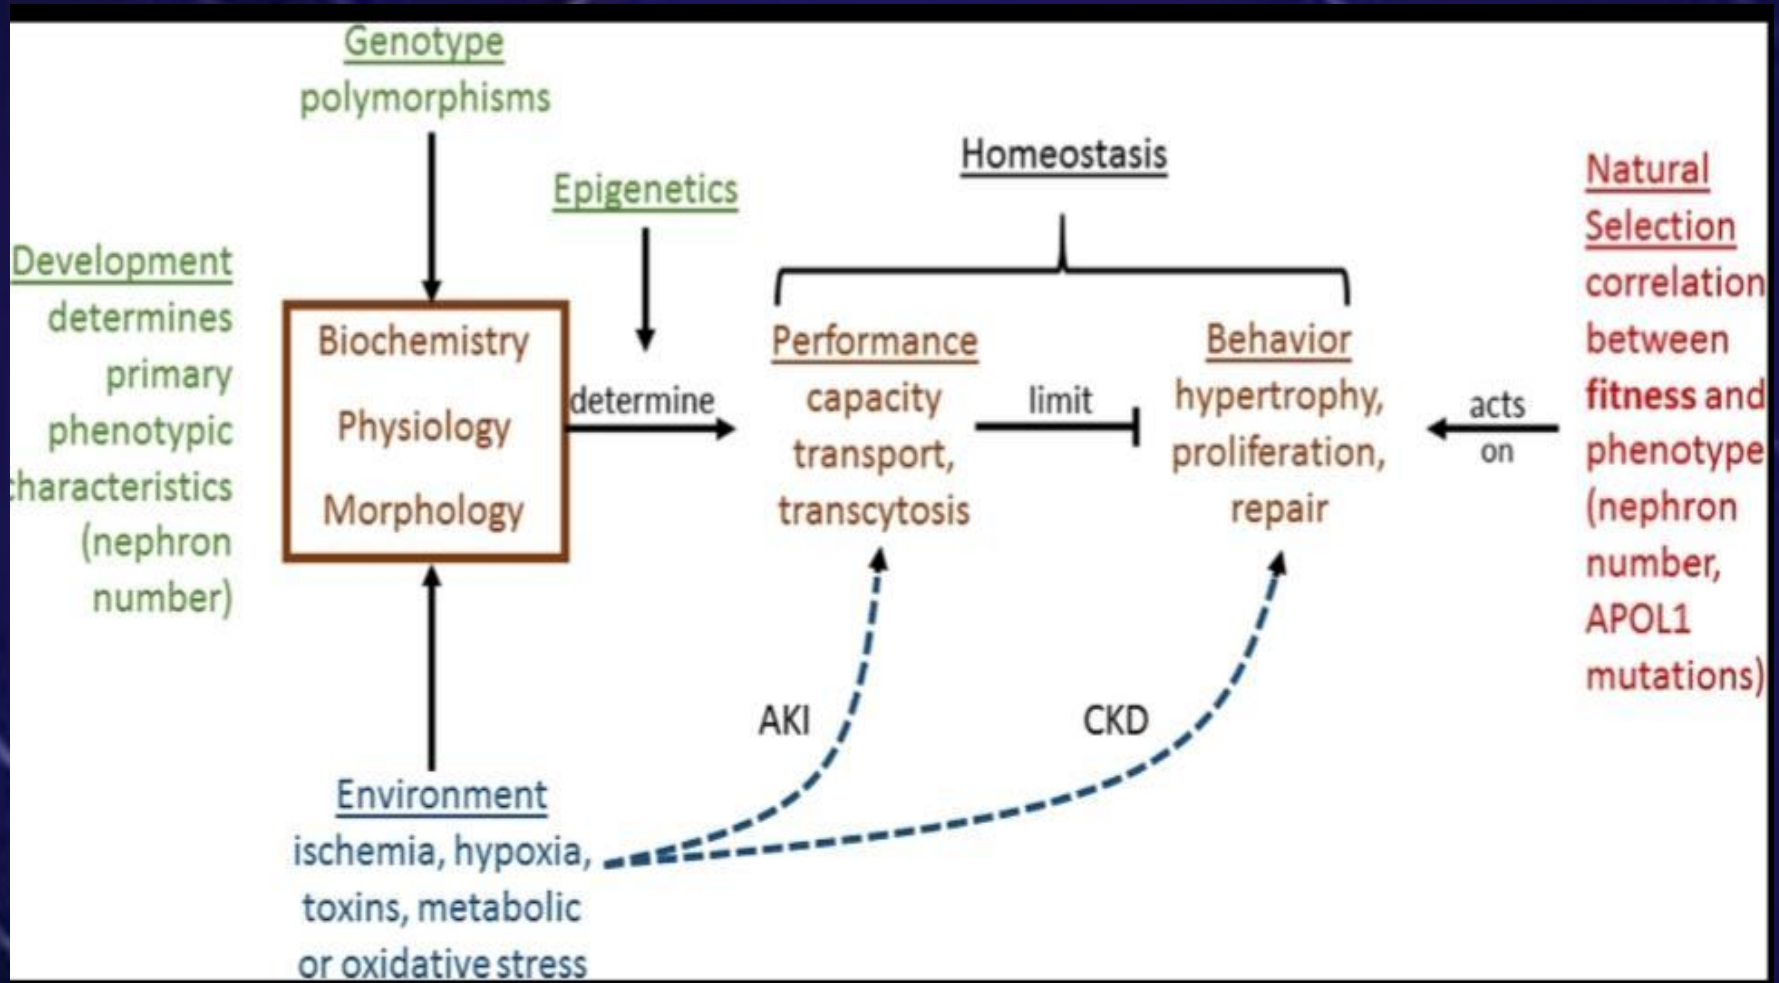 Genotype
polymorphisms
Epigenetics
Homeostasis
Development
determines
primary
phenotypic
characteristics
(nephron
number)
Biochemistry
Physiology
Morphology
determine
Performance
capacity
transport,
transcytosis
limit
Behavior
hypertrophy,
proliferation,
repair
acts
on
Natural
Selection
correlation
between
fitness and
phenotype
(nephron
number,
APOL1
mutations)
AKI
CKD
Environment
ischemia, hypoxia,
toxins, metabolic
or oxidative stress